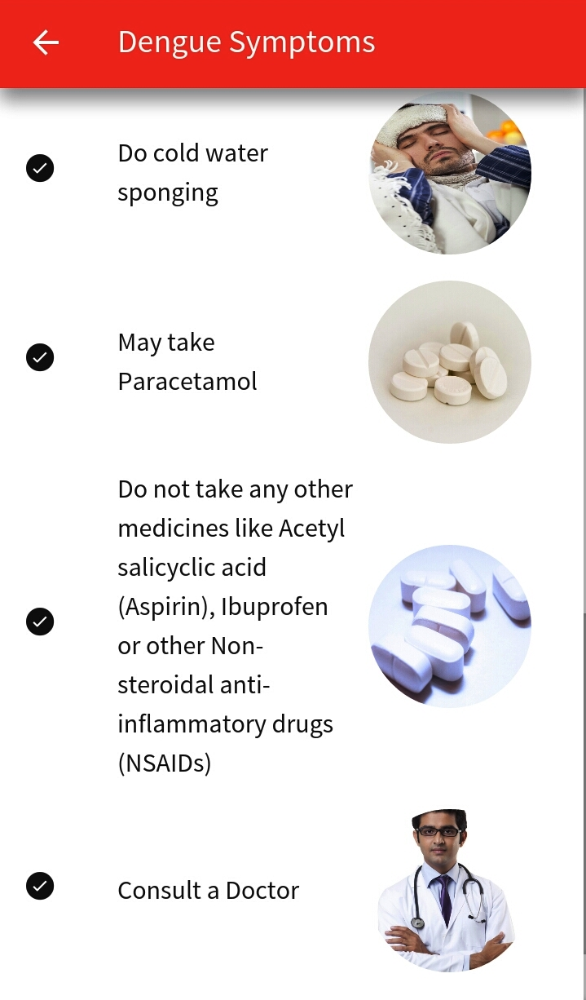 Dengue Symptoms
Do cold water
sponging
May take
Paracetamol
Do not take any other
medicines like Acetyl
salicyclic acid
(Aspirin), Ibuprofen
or other Non-
steroidal anti-
inflammatory drugs
(NSAIDs)
Consult a Doctor